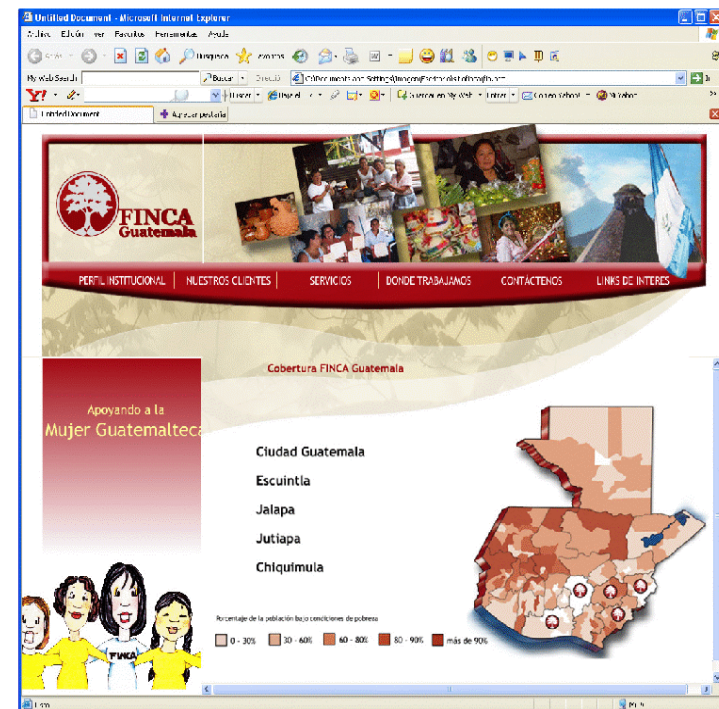 Untitled Document - Microsoft Internet Explorer
Archivo Edición Ver Favoritos Herramientas Ayuda
Atrás Búsqueda Favoritos
My Web Search Buscar Dirección
Y!
Untitled Document Agregar pestaña
FINCA
Guatemala
PERFIL INSTITUCIONAL NUESTROS CLIENTES SERVICIOS DONDE TRABAJAMOS CONTÁCTENOS LINKS DE INTERES
Cobertura FINCA Guatemala
Apoyando a la
Mujer Guatemalteca
Ciudad Guatemala
Escuintla
Jalapa
Jutiapa
Chiquimula
FINCA
Porcentaje de la población bajo condiciones de pobreza
0 - 30% 30 - 60% 60 - 80% 80 - 90% más de 90%
Listo